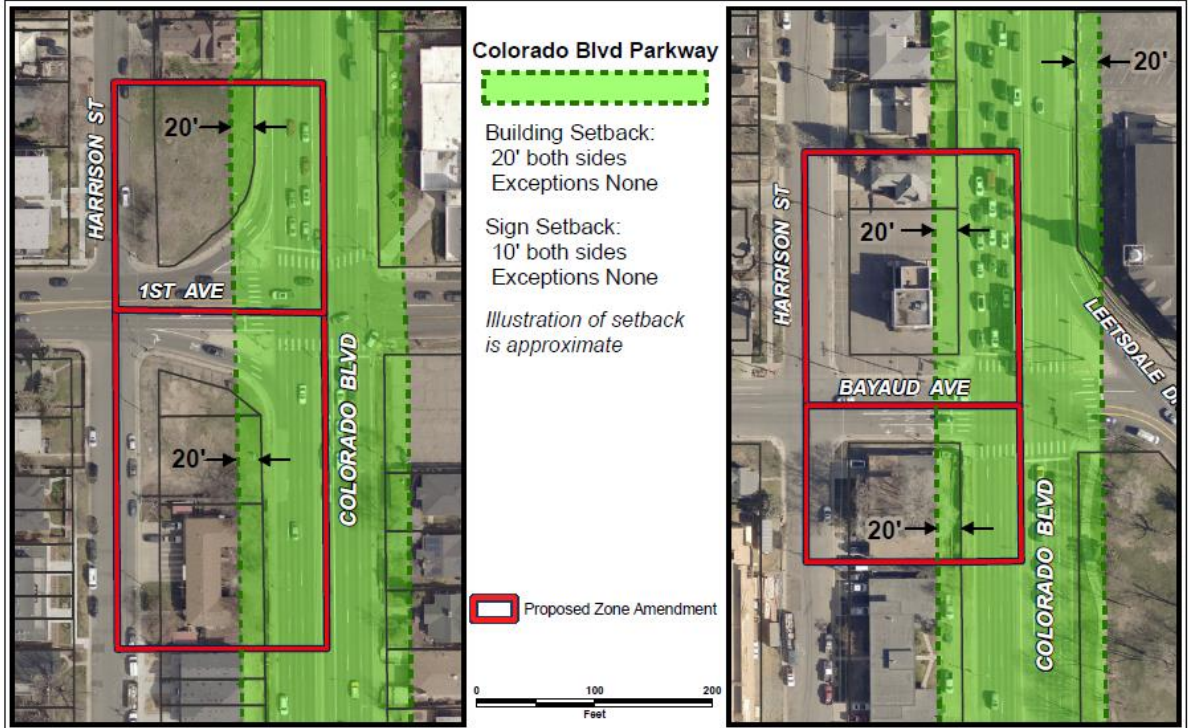 HARRISON ST
20'
1ST AVE
COLORADO BLVD
20'
Colorado Blvd Parkway
Building Setback:
20' both sides
Exceptions None
Sign Setback:
10' both sides
Exceptions None
Illustration of setback
is approximate
Proposed Zone Amendment
0 100 200
Feet
20'
HARRISON ST
20'
LEETSDALE
BAYAUD AVE
20'
COLORADO BLVD